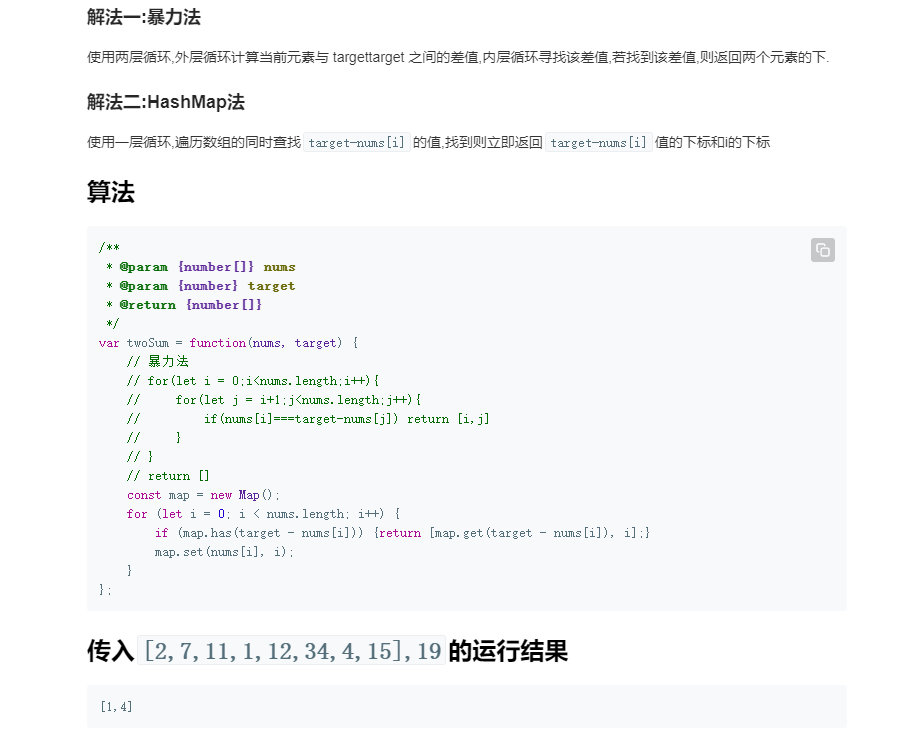 解法一:暴力法
使用两层循环,外层循环计算当前元素与 targettarget 之间的差值,内层循环寻找该差值,若找到该差值,则返回两个元素的下.
解法二:HashMap法
使用一层循环,遍历数组的同时查找 target-nums[i] 的值,找到则立即返回 target-nums[i] 值的下标和i的下标
算法
/**
 * @param {number[]} nums
 * @param {number} target
 * @return {number[]}
 */
var twoSum = function(nums, target) {
    // 暴力法
    // for(let i = 0;i<nums.length;i++){
    //     for(let j = i+1;j<nums.length;j++){
    //         if(nums[i]===target-nums[j]) return [i,j]
    //     }
    // }
    // return []
    const map = new Map();
    for (let i = 0; i < nums.length; i++) {
        if (map.has(target - nums[i])) {return [map.get(target - nums[i]), i];}
        map.set(nums[i], i);
    }
};
传入 [2,7,11,1,12,34,4,15],19 的运行结果
[1,4]